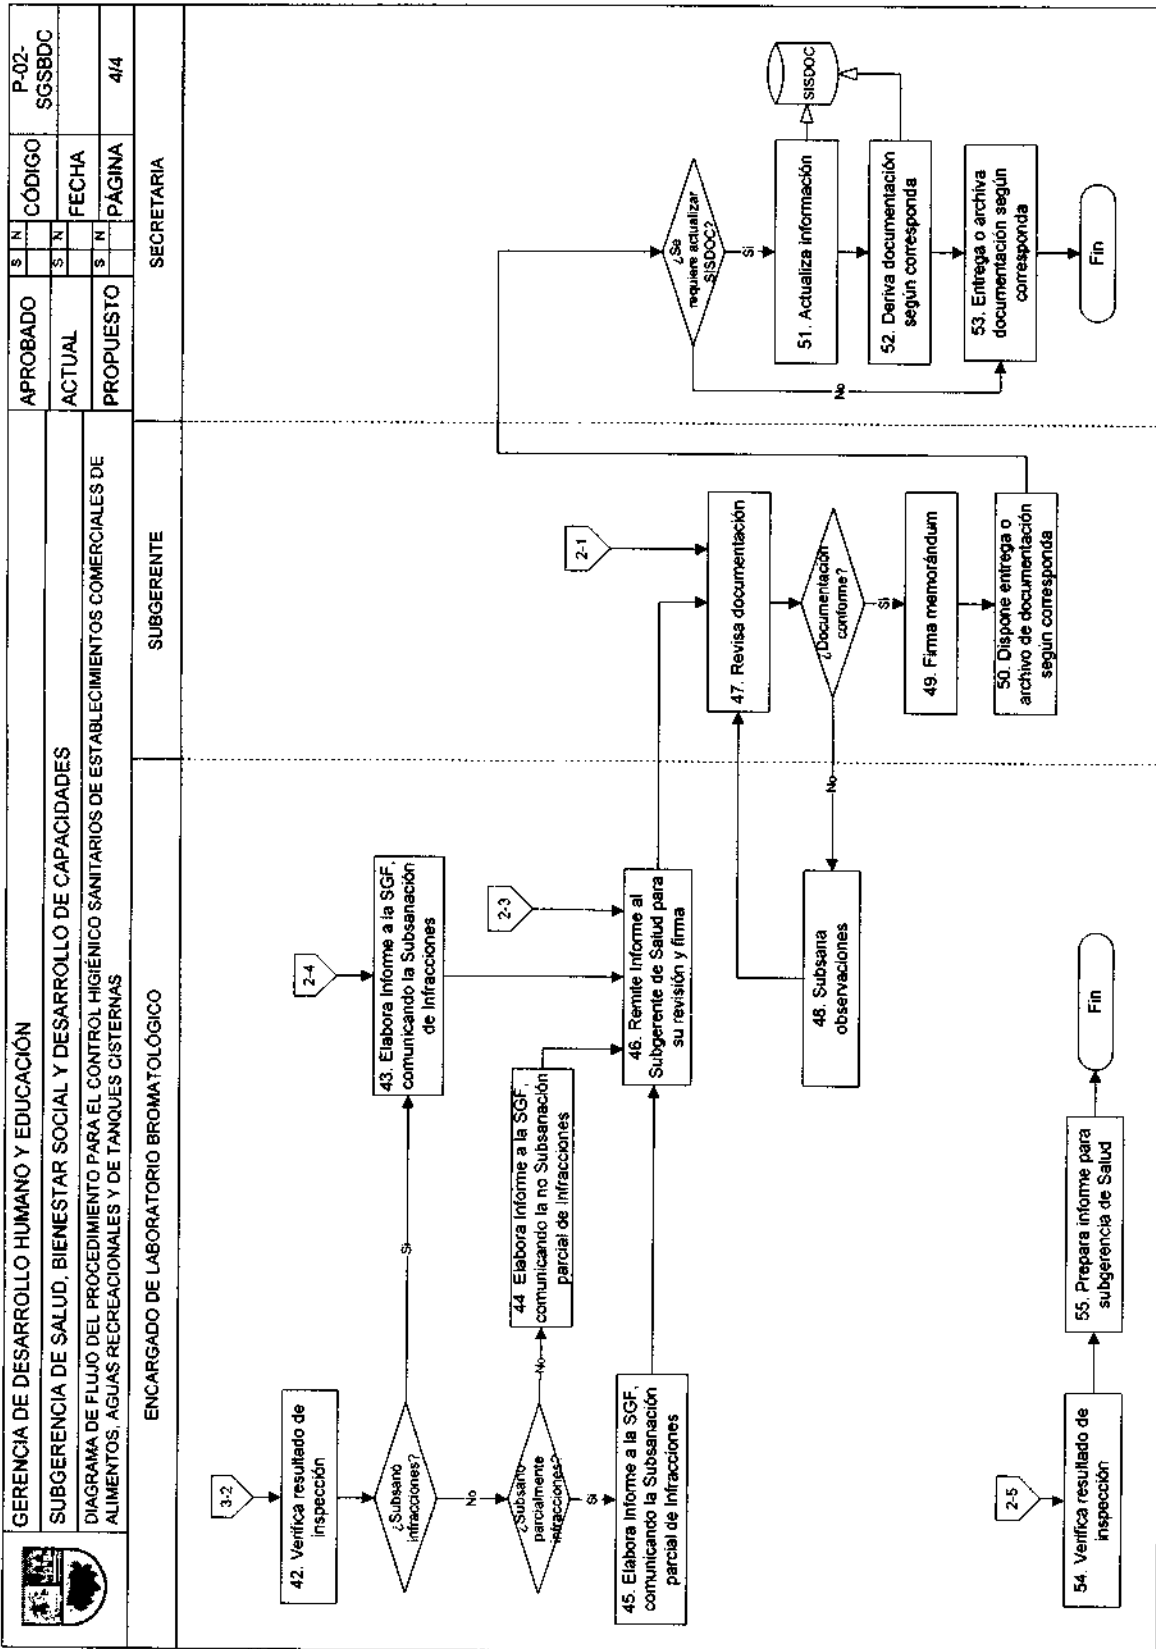 GERENCIA DE DESARROLLO HUMANO Y EDUCACIÓN
SUBGERENCIA DE SALUD, BIENESTAR SOCIAL Y DESARROLLO DE CAPACIDADES
DIAGRAMA DE FLUJO DEL PROCEDIMIENTO PARA EL CONTROL HIGIÉNICO SANITARIOS DE ESTABLECIMIENTOS COMERCIALES DE
ALIMENTOS, AGUAS RECREACIONALES Y DE TANQUES CISTERNAS
APROBADO
S N
CÓDIGO
P-02-
SGSBDC
ACTUAL
S N
FECHA
PROPUESTO
S N
PÁGINA
4/4
ENCARGADO DE LABORATORIO BROMATOLÓGICO
SUBGERENTE
SECRETARIA
3-2
42. Verifica resultado de
inspección
¿Subsanó
infracciones?
Si
No
2-4
43. Elabora Informe a la SGF,
comunicando la Subsanación
de Infracciones
¿Subsanó
parcialmente
infracciones?
No
Si
44 Elabora Informe a la SGF,
comunicando la no Subsanación
parcial de Infracciones
45. Elabora Informe a la SGF,
comunicando la Subsanación
parcial de Infracciones
2-3
46. Remite Informe al
Subgerente de Salud para
su revisión y firma
2-1
47. Revisa documentación
¿Documentación
conforme?
No
Si
48. Subsana
observaciones
49. Firma memorándum
50. Dispone entrega o
archivo de documentación
según corresponda
¿Se
requiere actualizar
SISDOC?
Si
No
51. Actualiza información
SISDOC
52. Deriva documentación
según corresponda
53. Entrega o archiva
documentación según
corresponda
Fin
2-5
54. Verifica resultado de
inspección
55. Prepara informe para
subgerencia de Salud
Fin